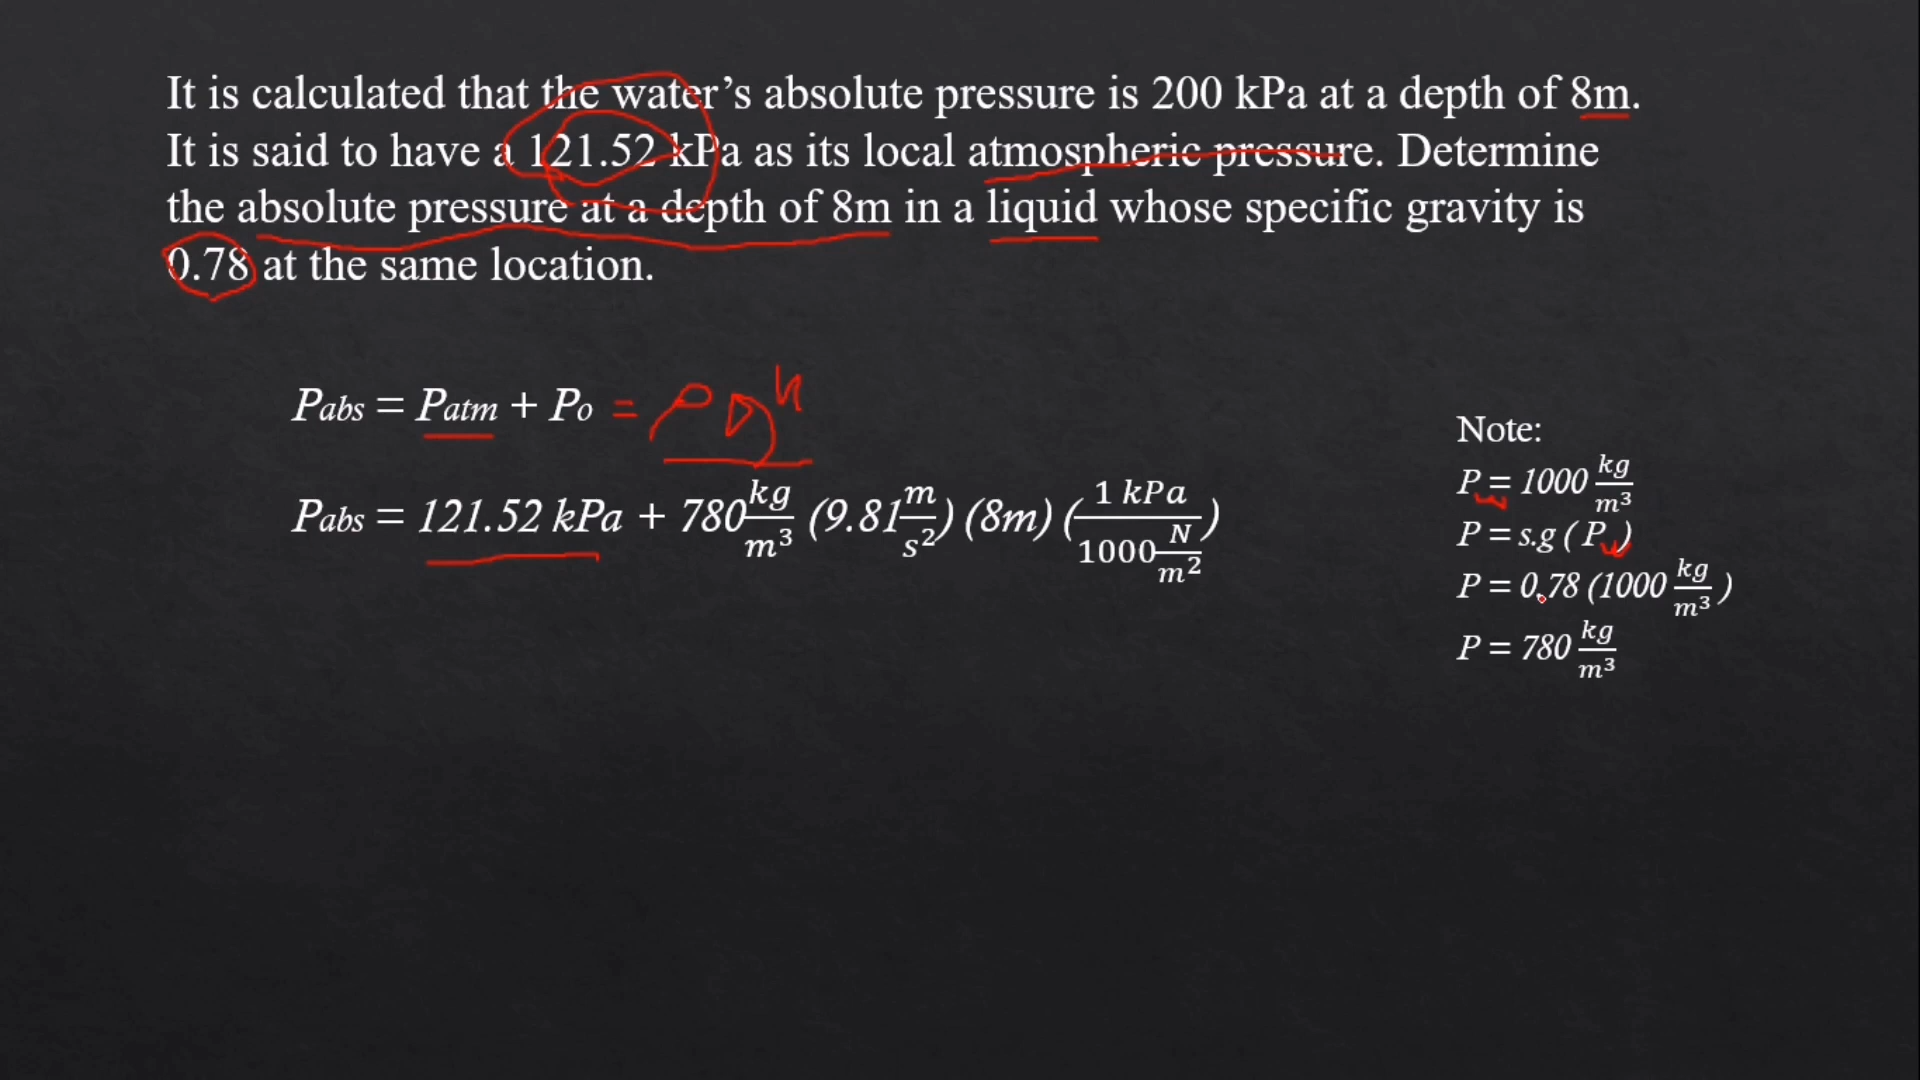 It is calculated that the water’s absolute pressure is 200 kPa at a depth of 8m.
It is said to have a 121.52 kPa as its local atmospheric pressure. Determine
the absolute pressure at a depth of 8m in a liquid whose specific gravity is
0.78 at the same location.
Pabs = Patm + Po = ρgh
Pabs = 121.52 kPa + 780 kg/m³ (9.81 m/s²) (8m) (1 kPa / 1000 N/m²)
Note:
P = 1000 kg/m³
P = s.g ( Pw )
P = 0.78 (1000 kg/m³ )
P = 780 kg/m³